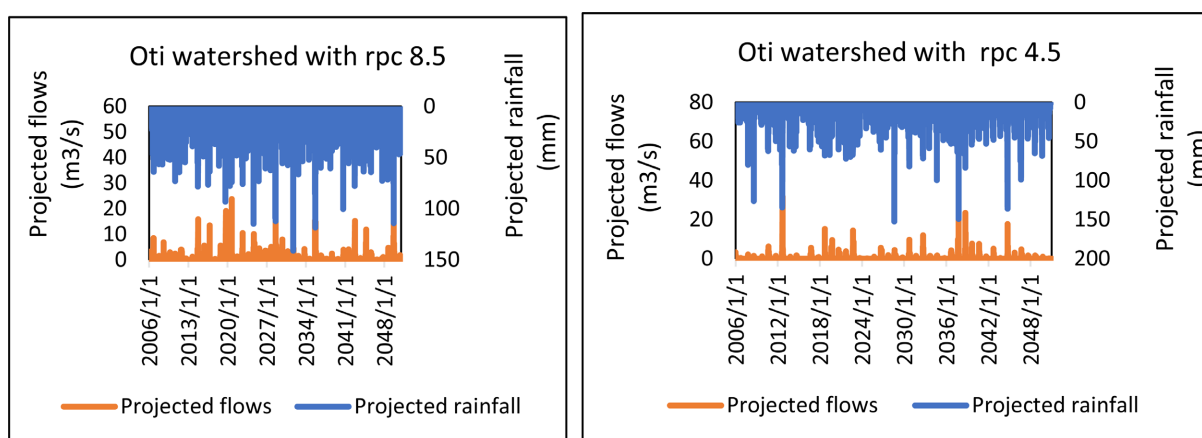 Oti watershed with rpc 8.5
Projected flows
(m3/s)
60
50
40
30
20
10
0
Projected rainfall
(mm)
0
50
100
150
2006/1/1
2013/1/1
2020/1/1
2027/1/1
2034/1/1
2041/1/1
2048/1/1
Projected flows
Projected rainfall
Oti watershed with rpc 4.5
Projected flows
(m3/s)
80
60
40
20
0
Projected rainfall
(mm)
0
50
100
150
200
2006/1/1
2012/1/1
2018/1/1
2024/1/1
2030/1/1
2036/1/1
2042/1/1
2048/1/1
Projected flows
Projected rainfall